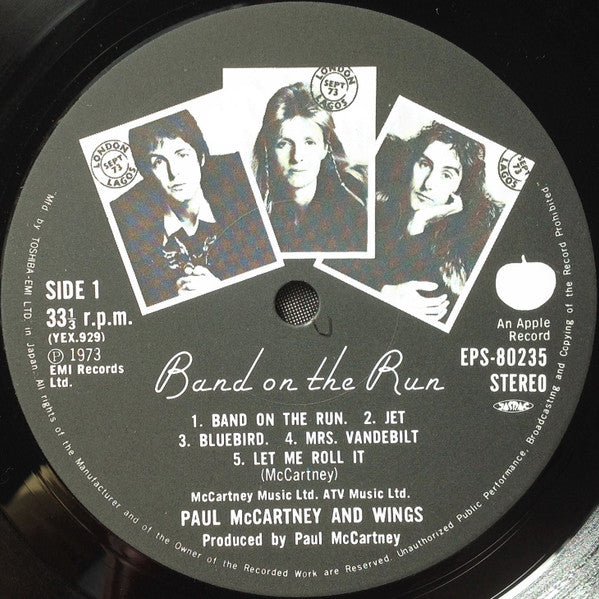 LONDON
SEPT
73
LAGOS
LONDON
SEPT
73
LAGOS
SEPT
73
LAGOS
SIDE 1
33⅓ r.p.m.
(YEX.929)
Ⓟ 1973
EMI Records
Ltd.
An Apple
Record
EPS-80235
STEREO
JASRAC
Band on the Run
1. BAND ON THE RUN. 2. JET
3. BLUEBIRD. 4. MRS. VANDEBILT
5. LET ME ROLL IT
(McCartney)
McCartney Music Ltd. ATV Music Ltd.
PAUL McCARTNEY AND WINGS
Produced by Paul McCartney
"Mf'd by TOSHIBA-EMI LTD. in Japan. All rights of the Manufacturer and of the Owner of the Recorded Work are Reserved. Unauthorized Public Performance, Broadcasting and Copying of the Record Prohibited."